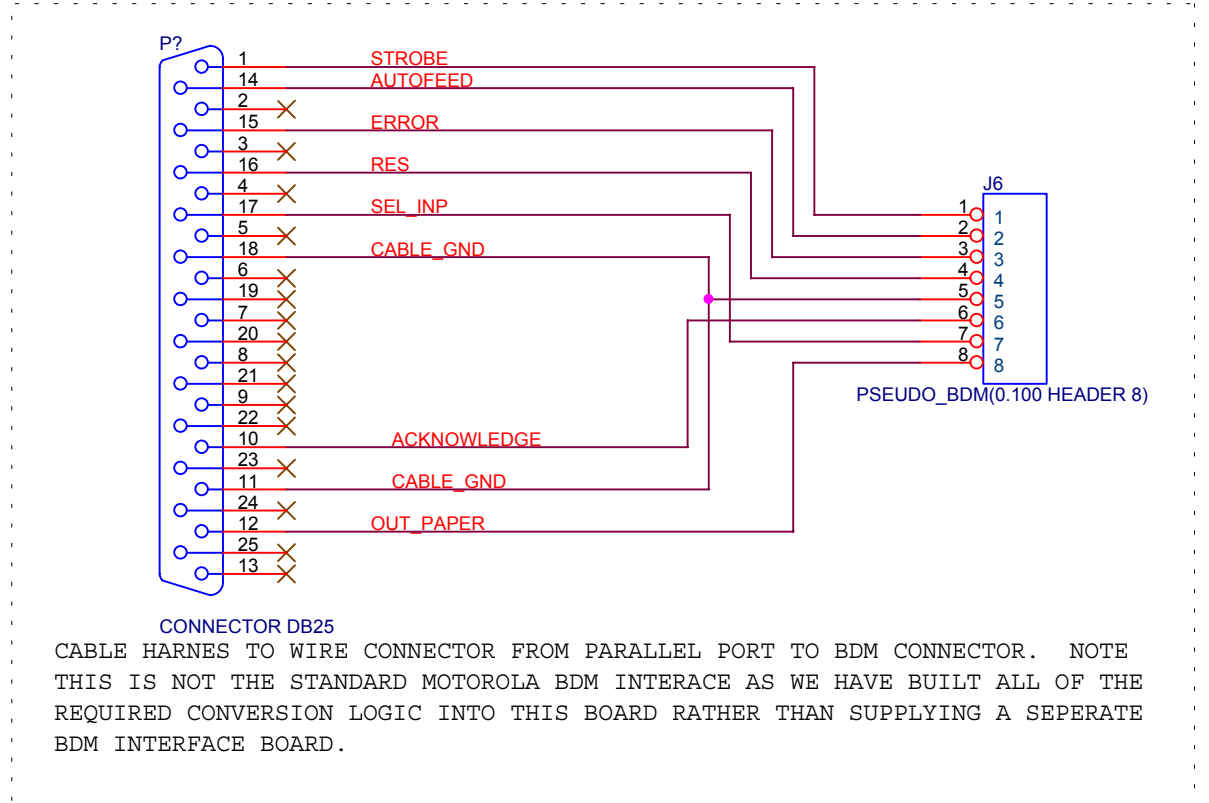 P?
1 STROBE
14 AUTOFEED
2
15 ERROR
3
16 RES
4
17 SEL_INP
5
18 CABLE_GND
6
19
7
20
8
21
9
22
10 ACKNOWLEDGE
23
11 CABLE_GND
24
12 OUT_PAPER
25
13
CONNECTOR DB25
J6
1 1
2 2
3 3
4 4
5 5
6 6
7 7
8 8
PSEUDO_BDM(0.100 HEADER 8)
CABLE HARNES TO WIRE CONNECTOR FROM PARALLEL PORT TO BDM CONNECTOR. NOTE
THIS IS NOT THE STANDARD MOTOROLA BDM INTERACE AS WE HAVE BUILT ALL OF THE
REQUIRED CONVERSION LOGIC INTO THIS BOARD RATHER THAN SUPPLYING A SEPERATE
BDM INTERFACE BOARD.